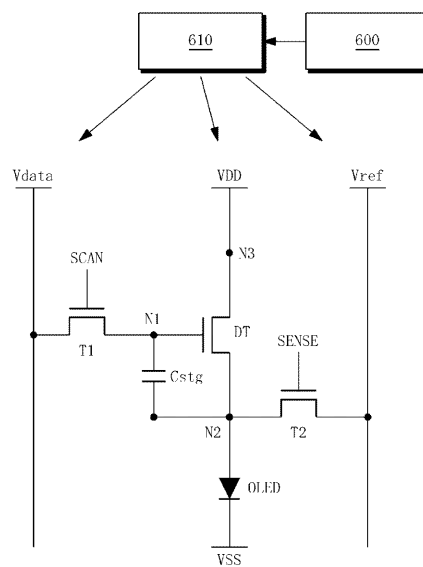 610
600
Vdata
VDD
Vref
SCAN
N3
N1
DT
SENSE
T1
Cstg
N2
T2
OLED
VSS